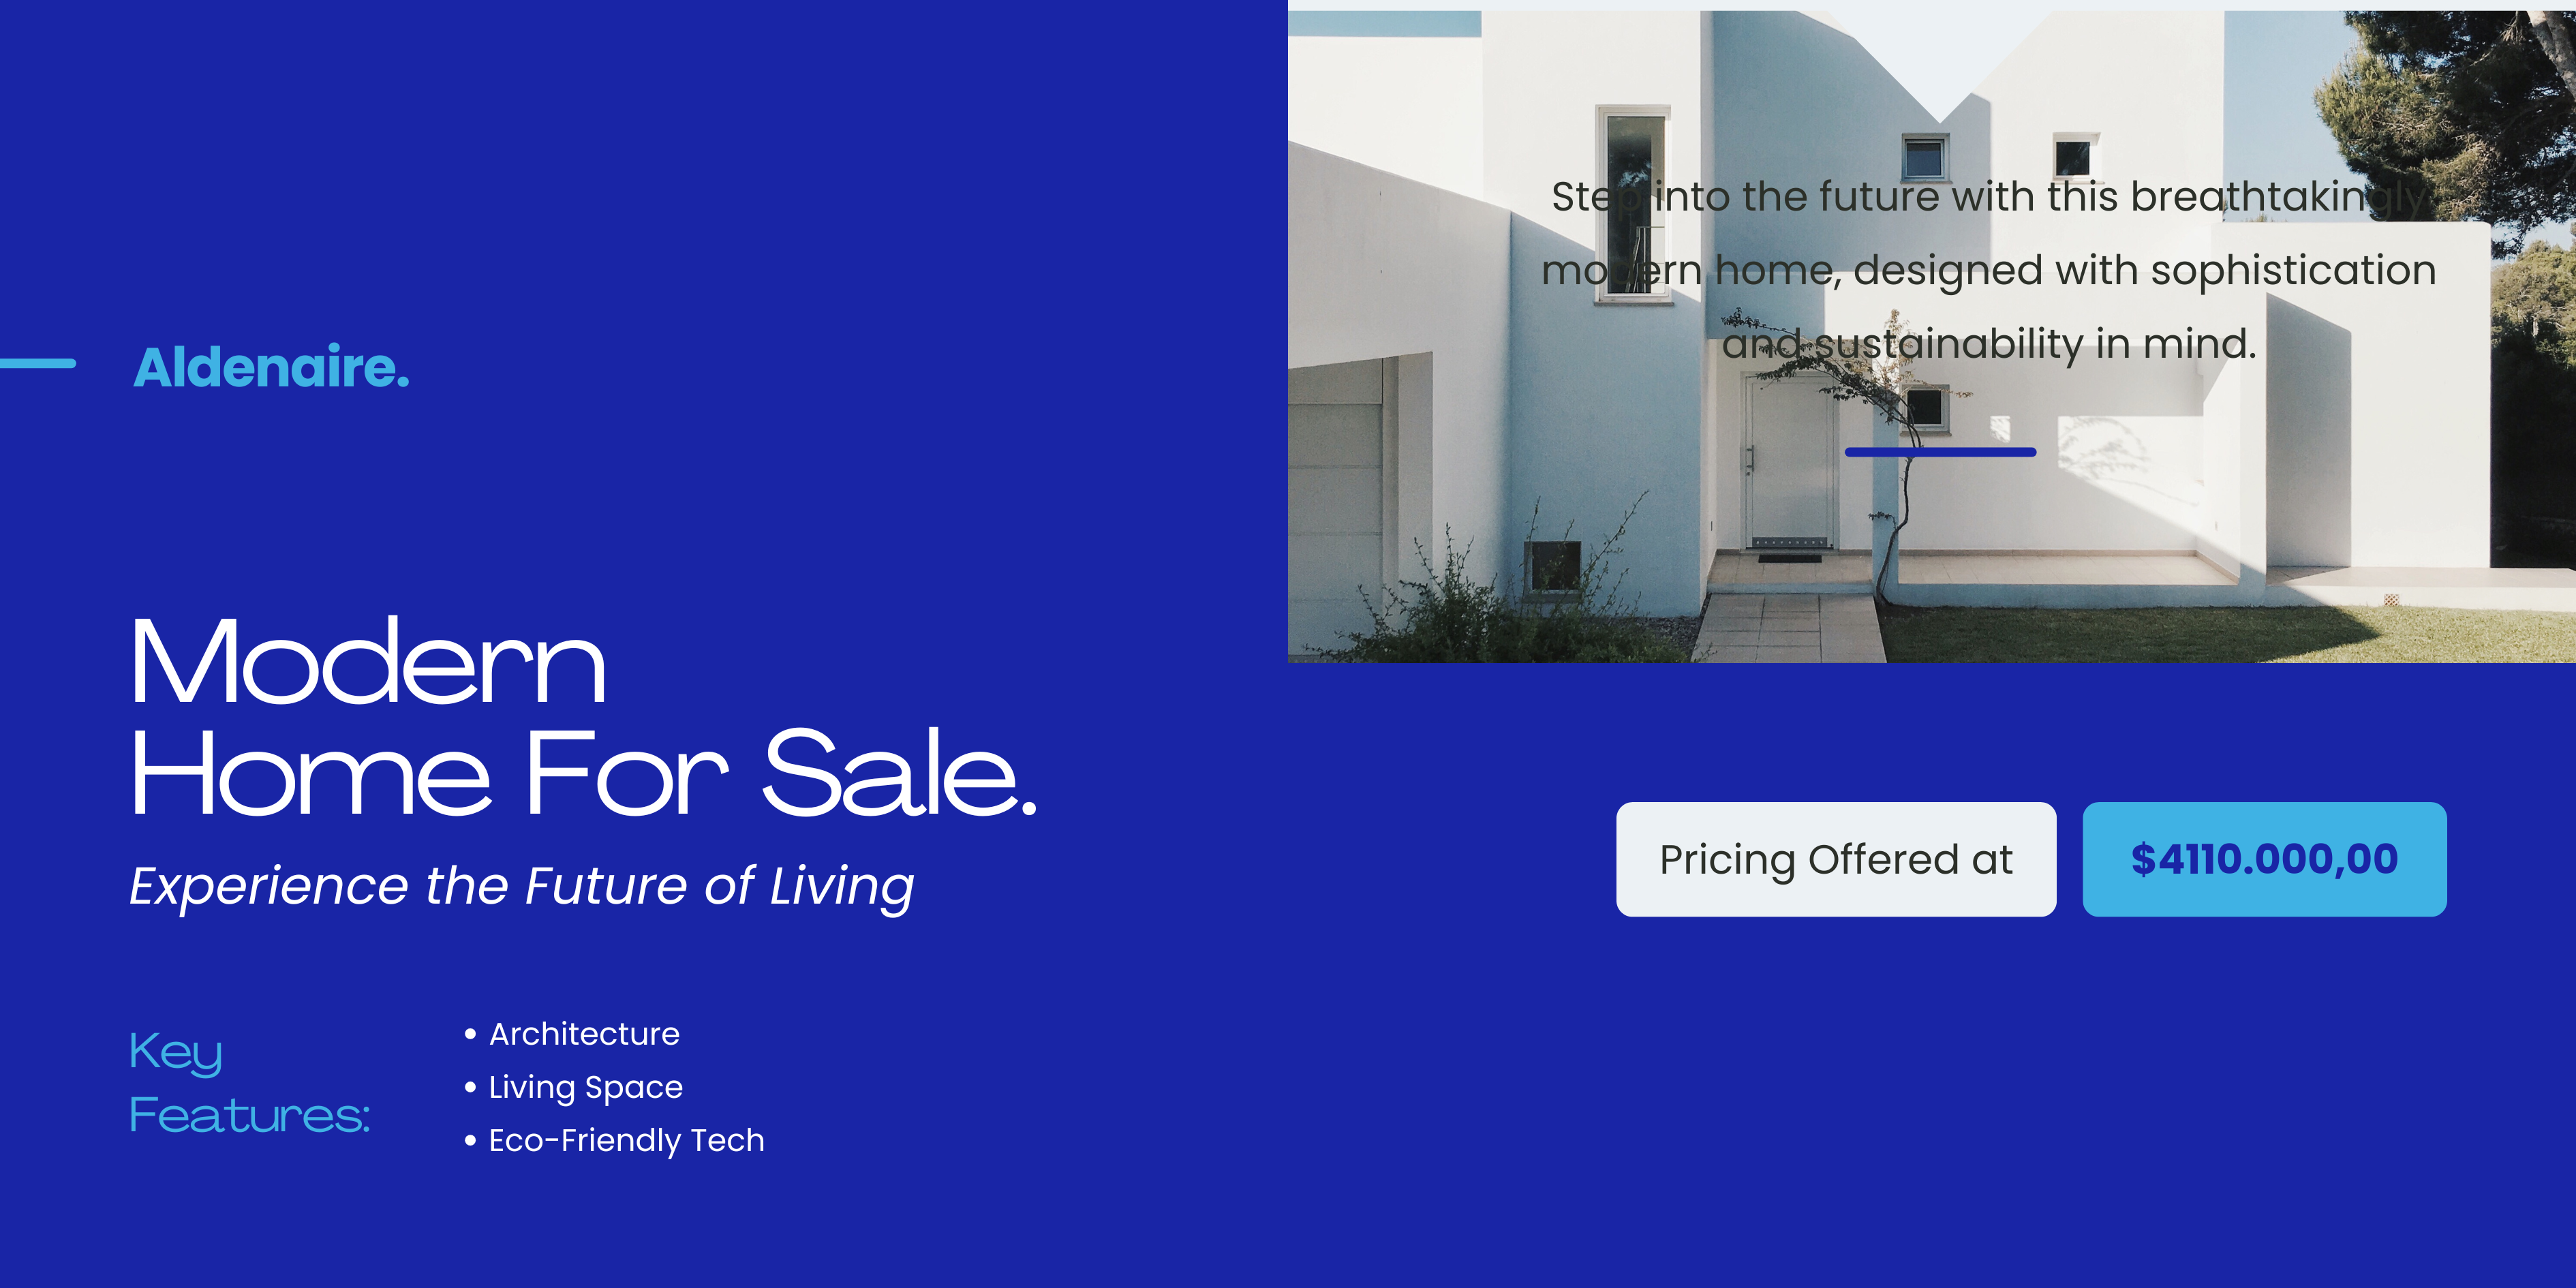 Aldenaire.
Modern
Home For Sale.
Experience the Future of Living
Key
Features:
• Architecture
• Living Space
• Eco-Friendly Tech
Step into the future with this breathtakingly
modern home, designed with sophistication
and sustainability in mind.
Pricing Offered at
$4110.000,00